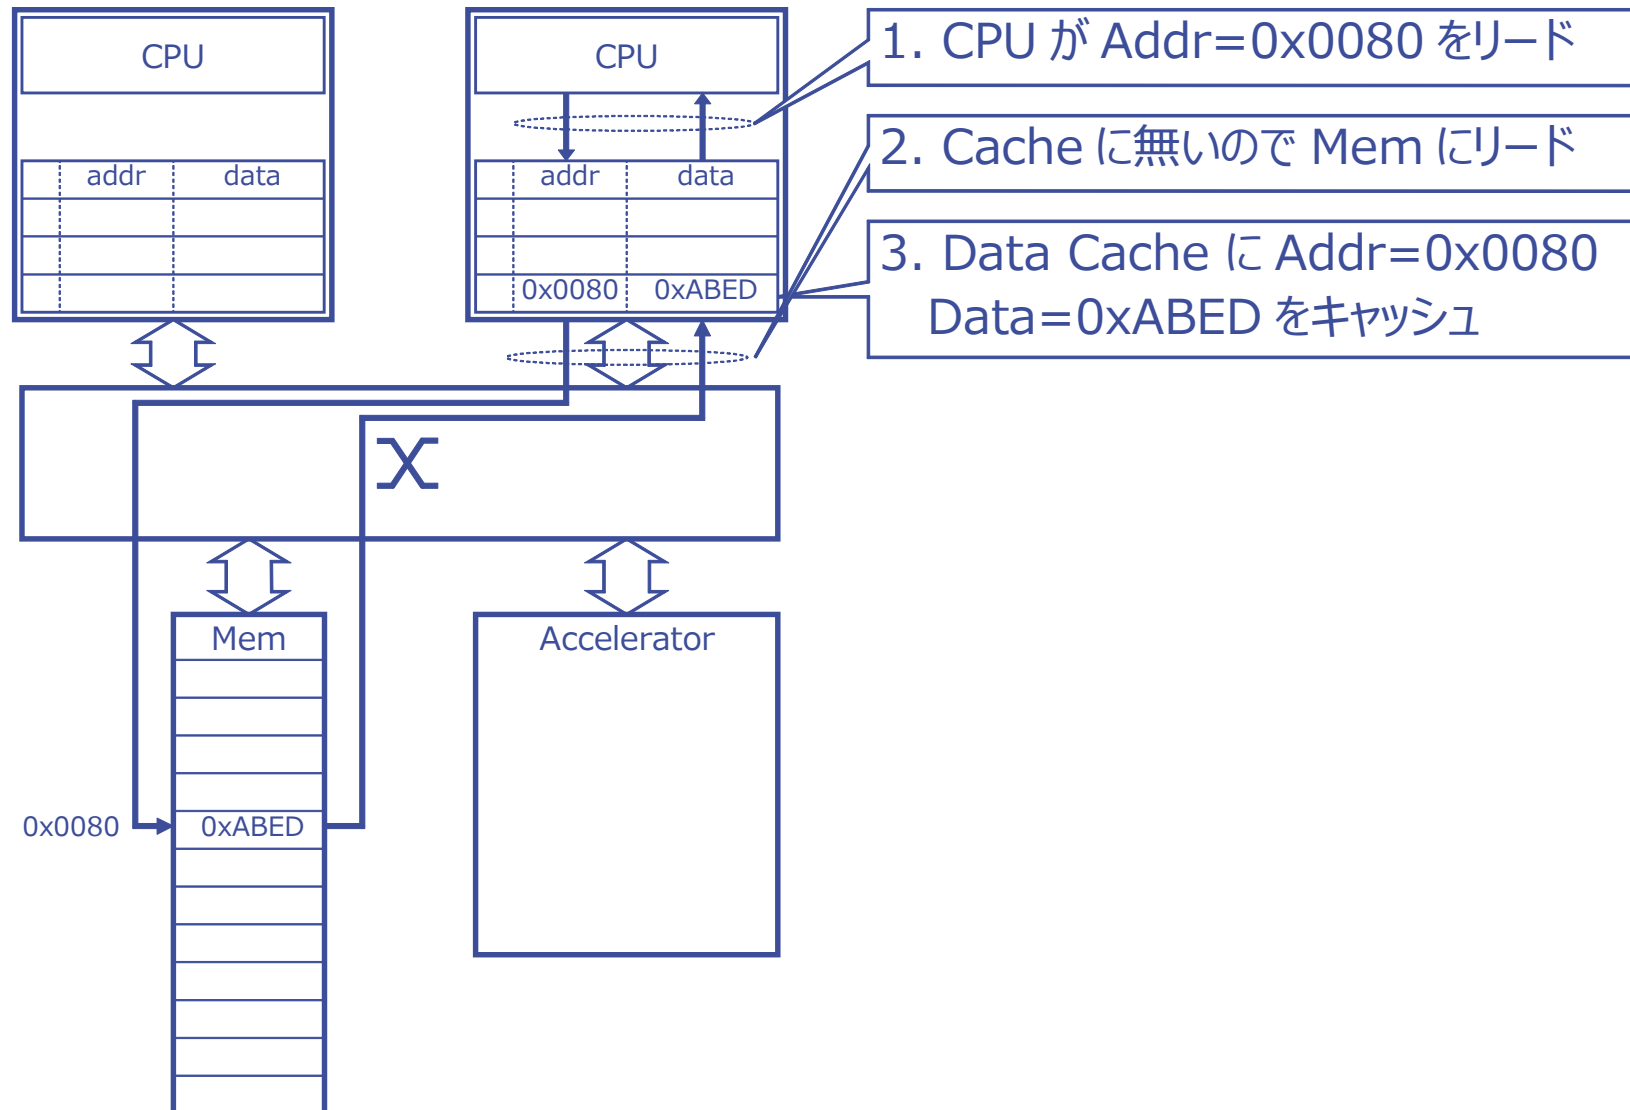 CPU
CPU
1. CPU が Addr=0x0080 をリード
2. Cache に無いので Mem にリード
addr data
addr data
3. Data Cache に Addr=0x0080
Data=0xABED をキャッシュ
0x0080 0xABED
Mem
Accelerator
0x0080
0xABED